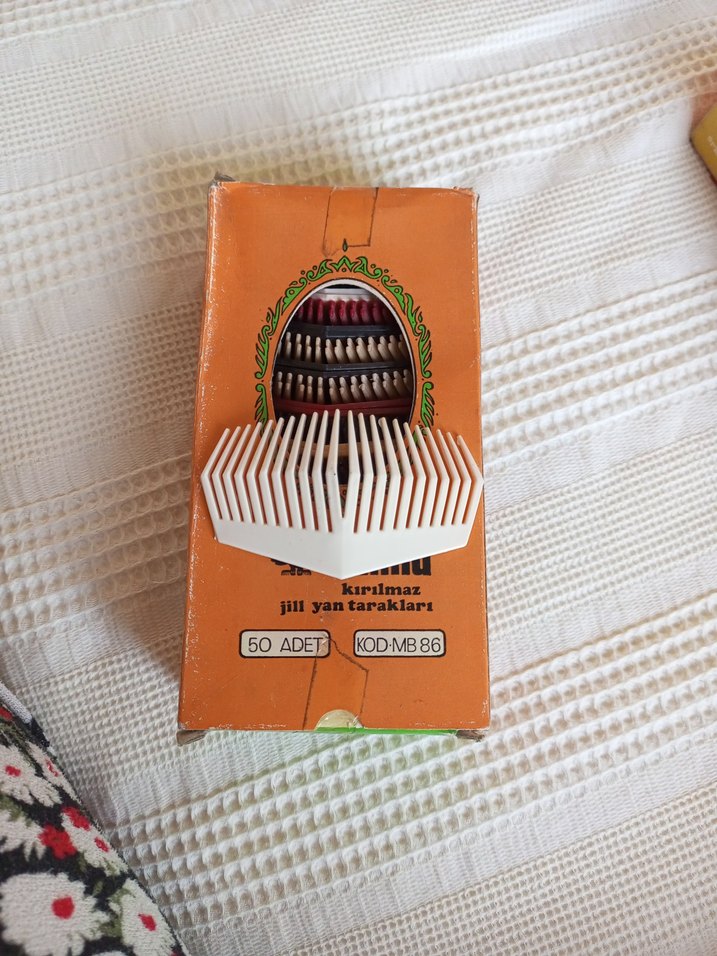 kırılmaz
jill yan tarakları
50 ADET
KOD·MB 86